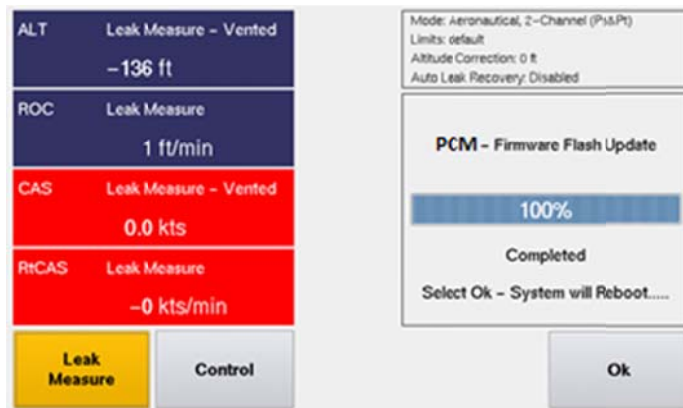 ALT Leak Measure – Vented
–136 ft
ROC Leak Measure
1 ft/min
CAS Leak Measure – Vented
0.0 kts
RtCAS Leak Measure
–0 kts/min
Leak
Measure
Control
Mode: Aeronautical, 2–Channel (Ps&Pt)
Limits: default
Altitude Correction: 0 ft
Auto Leak Recovery: Disabled
PCM – Firmware Flash Update
100%
Completed
Select Ok – System will Reboot.....
Ok